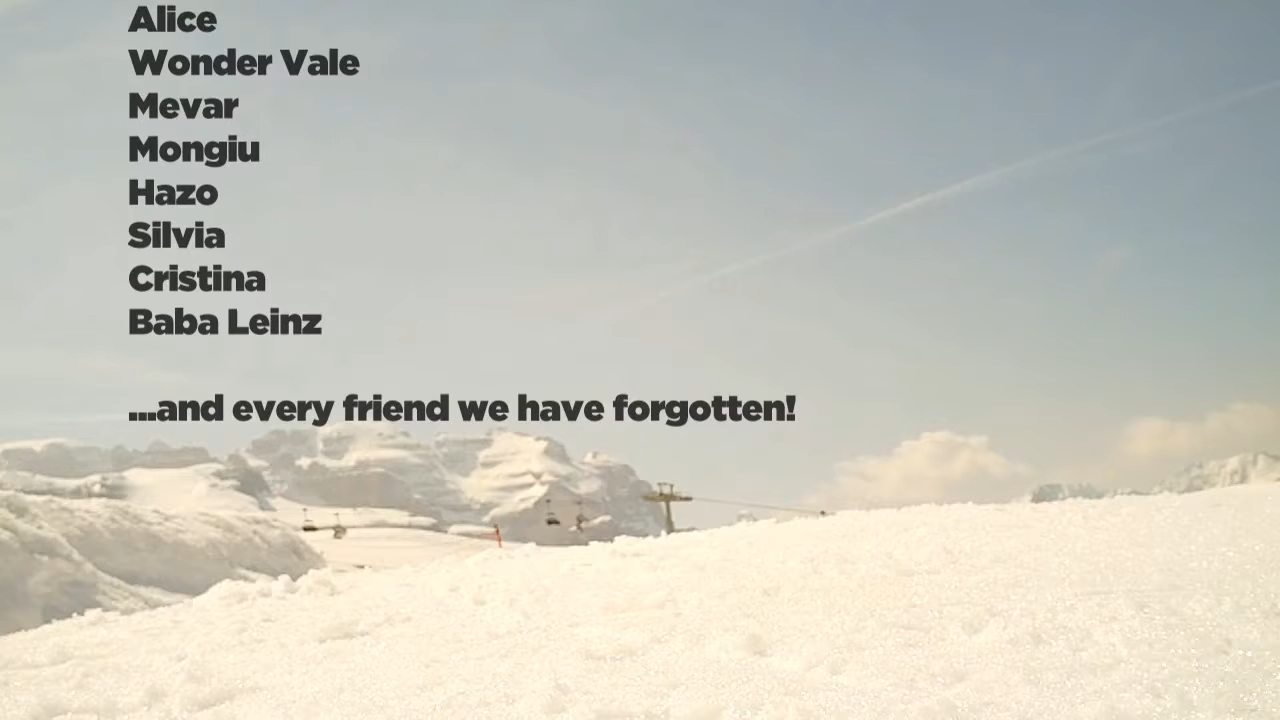 Alice
Wonder Vale
Mevar
Mongiu
Hazo
Silvia
Cristina
Baba Leinz
...and every friend we have forgotten!